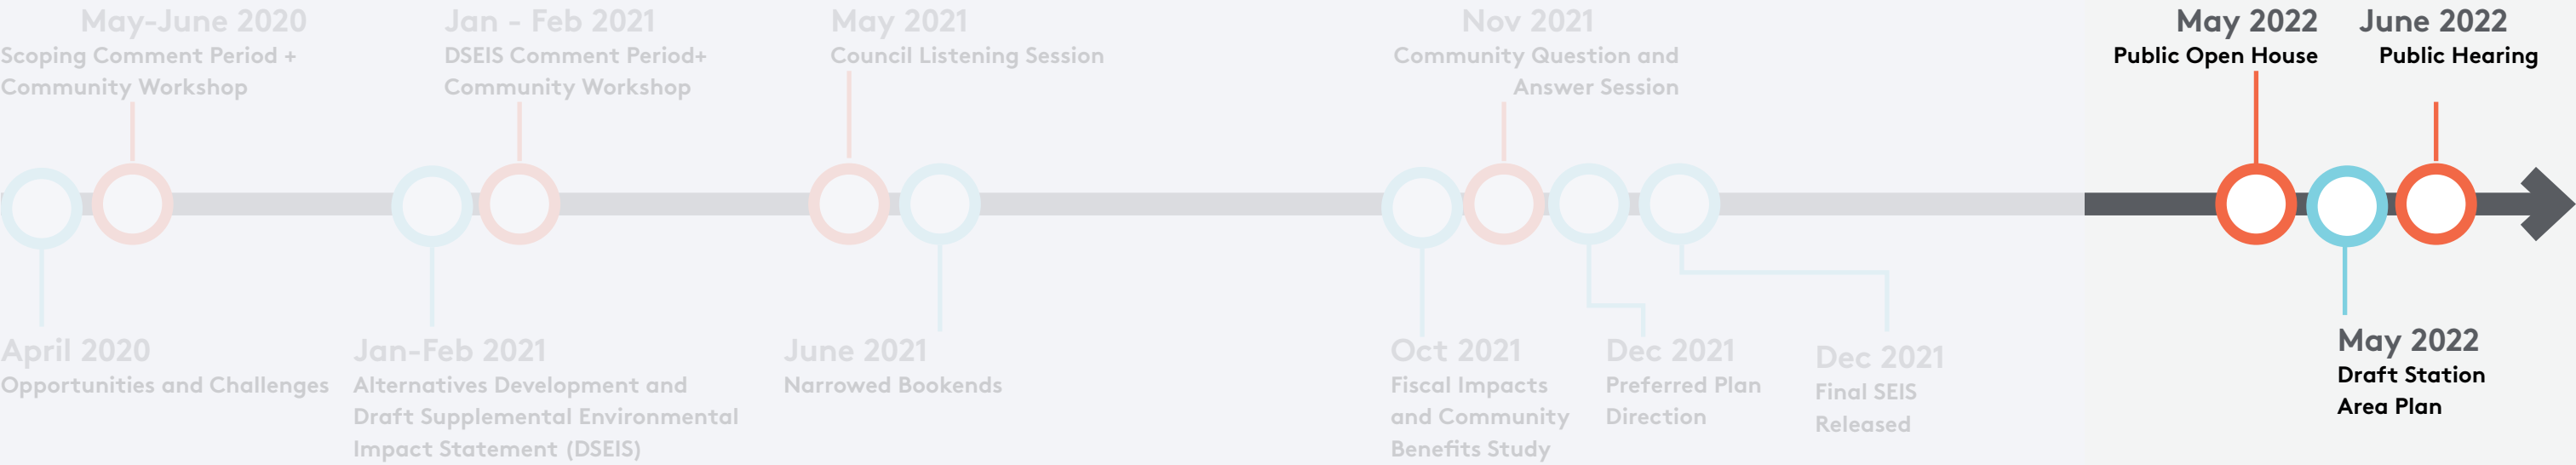 May-June 2020
Scoping Comment Period +
Community Workshop
Jan - Feb 2021
DSEIS Comment Period+
Community Workshop
May 2021
Council Listening Session
Nov 2021
Community Question and
Answer Session
May 2022
Public Open House
June 2022
Public Hearing
April 2020
Opportunities and Challenges
Jan-Feb 2021
Alternatives Development and
Draft Supplemental Environmental
Impact Statement (DSEIS)
June 2021
Narrowed Bookends
Oct 2021
Fiscal Impacts
and Community
Benefits Study
Dec 2021
Preferred Plan
Direction
Dec 2021
Final SEIS
Released
May 2022
Draft Station
Area Plan